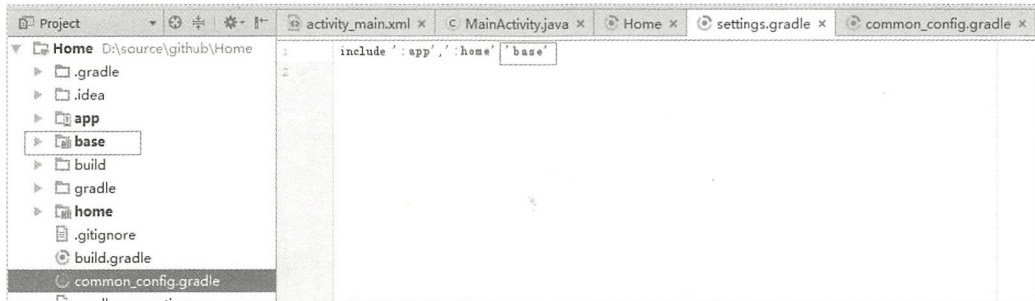 Project
activity_main.xml × MainActivity.java × Home × settings.gradle × common_config.gradle ×
Home D:\source\github\Home
1 include ':app',':home' 'base'
2
.gradle
.idea
app
base
build
gradle
home
.gitignore
build.gradle
common_config.gradle